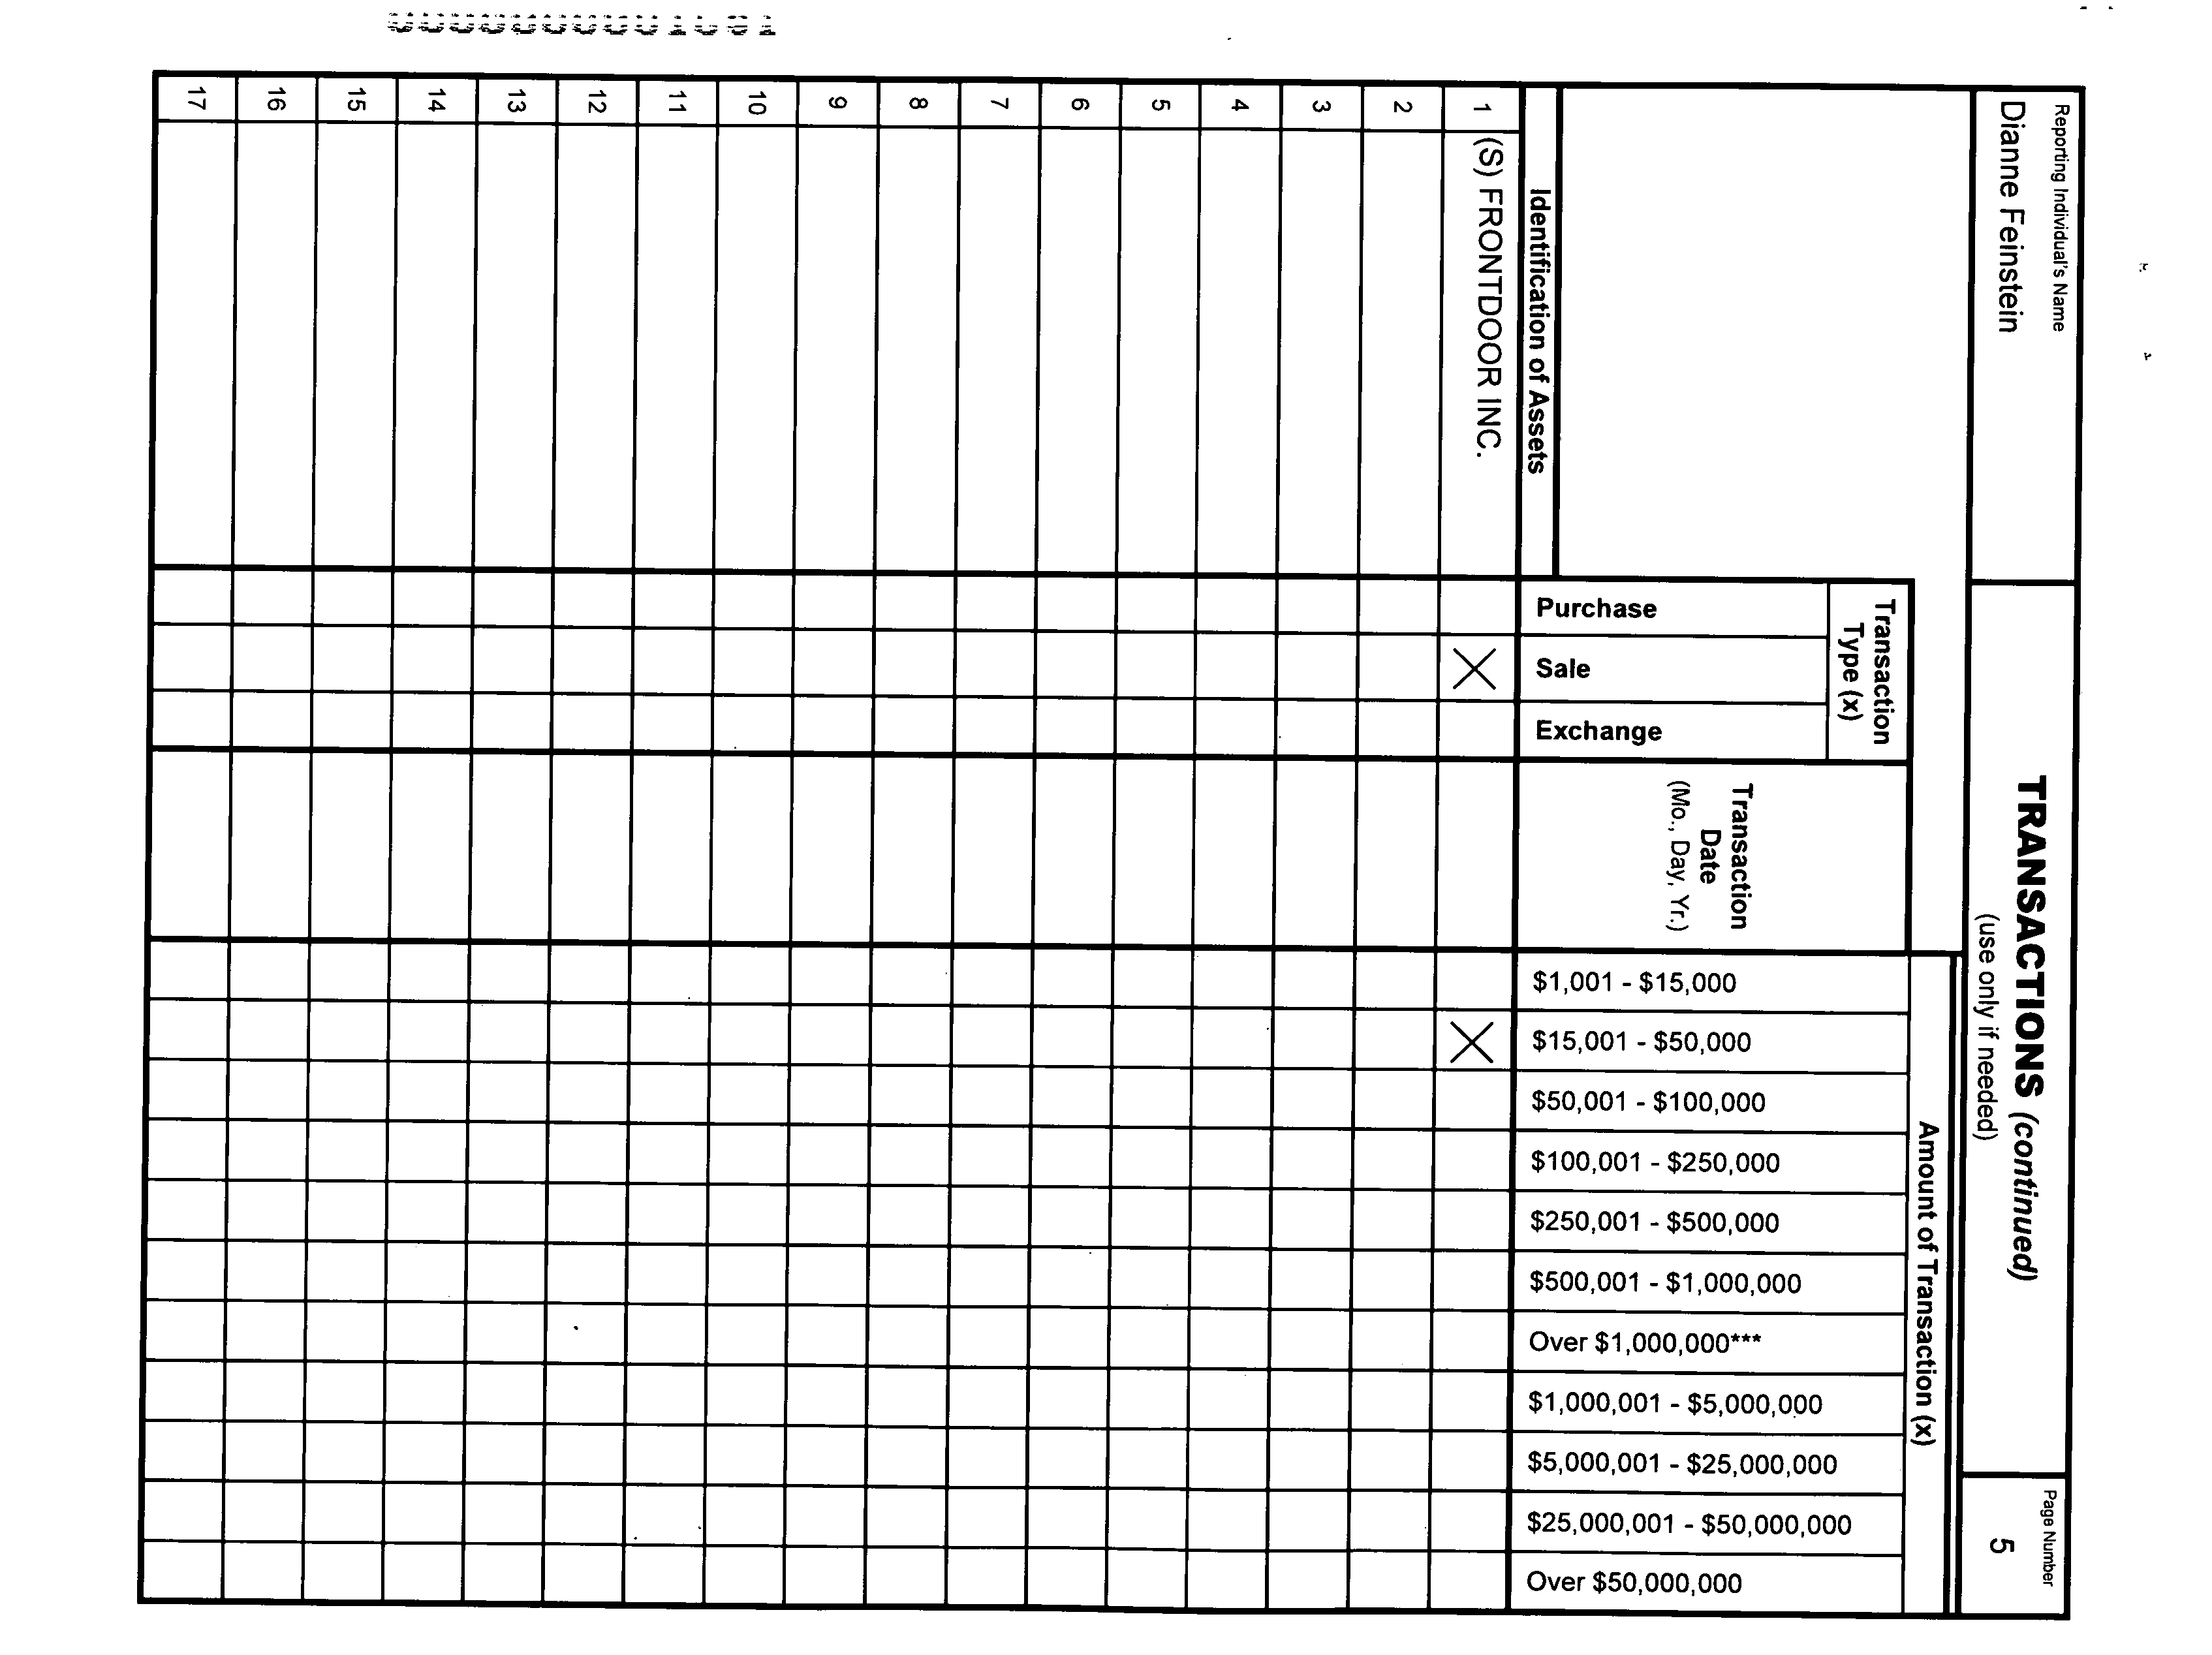 Reporting Individual's Name
Dianne Feinstein
TRANSACTIONS (continued)
(use only if needed)
Page Number
5
Amount of Transaction (x)
Transaction
Type (x)
Transaction
Date
(Mo., Day, Yr.)
Identification of Assets
Purchase
Sale
Exchange
$1,001 - $15,000
$15,001 - $50,000
$50,001 - $100,000
$100,001 - $250,000
$250,001 - $500,000
$500,001 - $1,000,000
Over $1,000,000***
$1,000,001 - $5,000,000
$5,000,001 - $25,000,000
$25,000,001 - $50,000,000
Over $50,000,000
1 (S) FRONTDOOR INC. X X
2
3
4
5
6
7
8
9
10
11
12
13
14
15
16
17